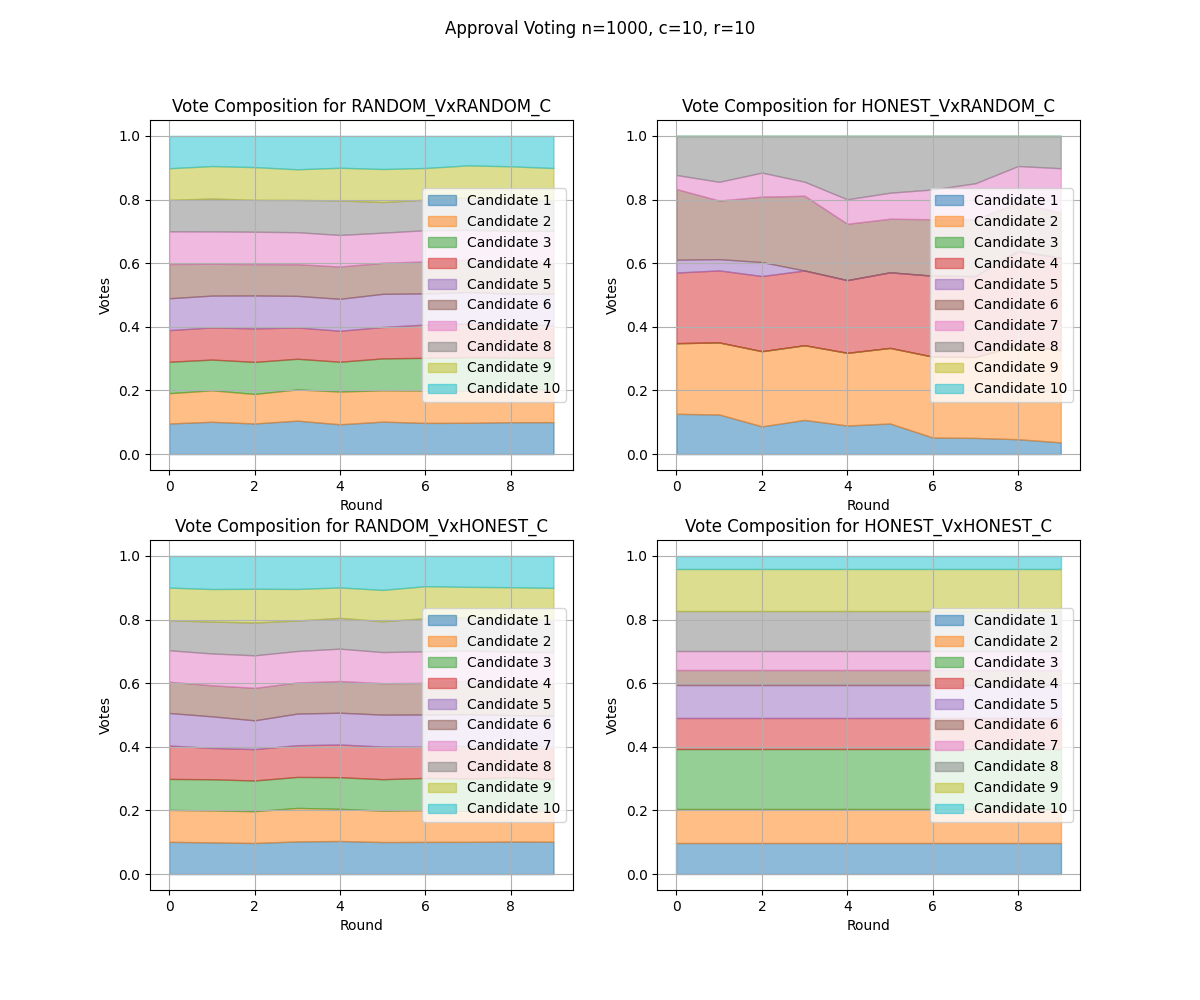 Approval Voting n=1000, c=10, r=10
Vote Composition for RANDOM_VxRANDOM_C
1.0
0.8
0.6
0.4
0.2
0.0
Votes
0 2 4 6 8
Round
Candidate 1
Candidate 2
Candidate 3
Candidate 4
Candidate 5
Candidate 6
Candidate 7
Candidate 8
Candidate 9
Candidate 10
Vote Composition for HONEST_VxRANDOM_C
1.0
0.8
0.6
0.4
0.2
0.0
Votes
0 2 4 6 8
Round
Candidate 1
Candidate 2
Candidate 3
Candidate 4
Candidate 5
Candidate 6
Candidate 7
Candidate 8
Candidate 9
Candidate 10
Vote Composition for RANDOM_VxHONEST_C
1.0
0.8
0.6
0.4
0.2
0.0
Votes
0 2 4 6 8
Round
Candidate 1
Candidate 2
Candidate 3
Candidate 4
Candidate 5
Candidate 6
Candidate 7
Candidate 8
Candidate 9
Candidate 10
Vote Composition for HONEST_VxHONEST_C
1.0
0.8
0.6
0.4
0.2
0.0
Votes
0 2 4 6 8
Round
Candidate 1
Candidate 2
Candidate 3
Candidate 4
Candidate 5
Candidate 6
Candidate 7
Candidate 8
Candidate 9
Candidate 10